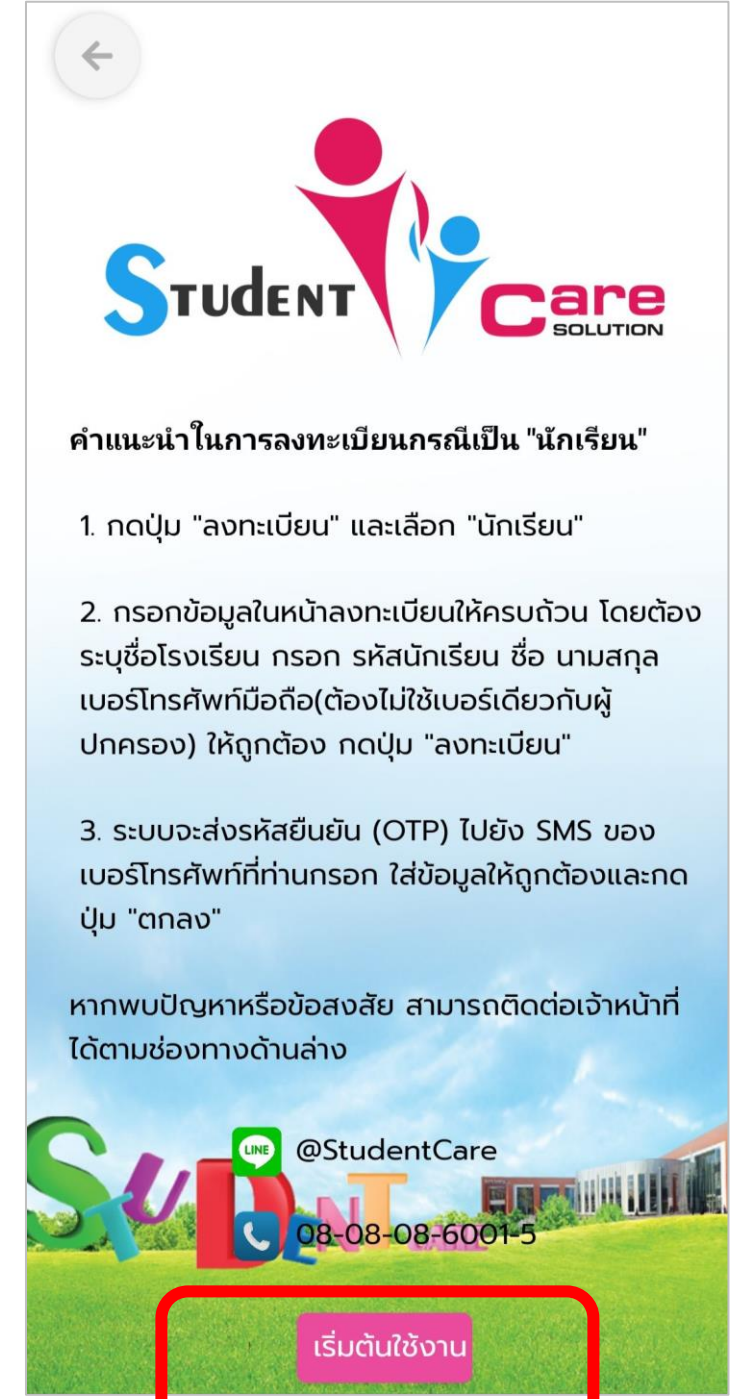 STUDENT Care
SOLUTION
คำแนะนำในการลงทะเบียนกรณีเป็น "นักเรียน"
1. กดปุ่ม "ลงทะเบียน" และเลือก "นักเรียน"
2. กรอกข้อมูลในหน้าลงทะเบียนให้ครบถ้วน โดยต้อง
ระบุชื่อโรงเรียน กรอก รหัสนักเรียน ชื่อ นามสกุล
เบอร์โทรศัพท์มือถือ(ต้องไม่ใช้เบอร์เดียวกับผู้
ปกครอง) ให้ถูกต้อง กดปุ่ม "ลงทะเบียน"
3. ระบบจะส่งรหัสยืนยัน (OTP) ไปยัง SMS ของ
เบอร์โทรศัพท์ที่ท่านกรอก ใส่ข้อมูลให้ถูกต้องและกด
ปุ่ม "ตกลง"
หากพบปัญหาหรือข้อสงสัย สามารถติดต่อเจ้าหน้าที่
ได้ตามช่องทางด้านล่าง
LINE @StudentCare
08-08-08-6001-5
STUDENT
เริ่มต้นใช้งาน